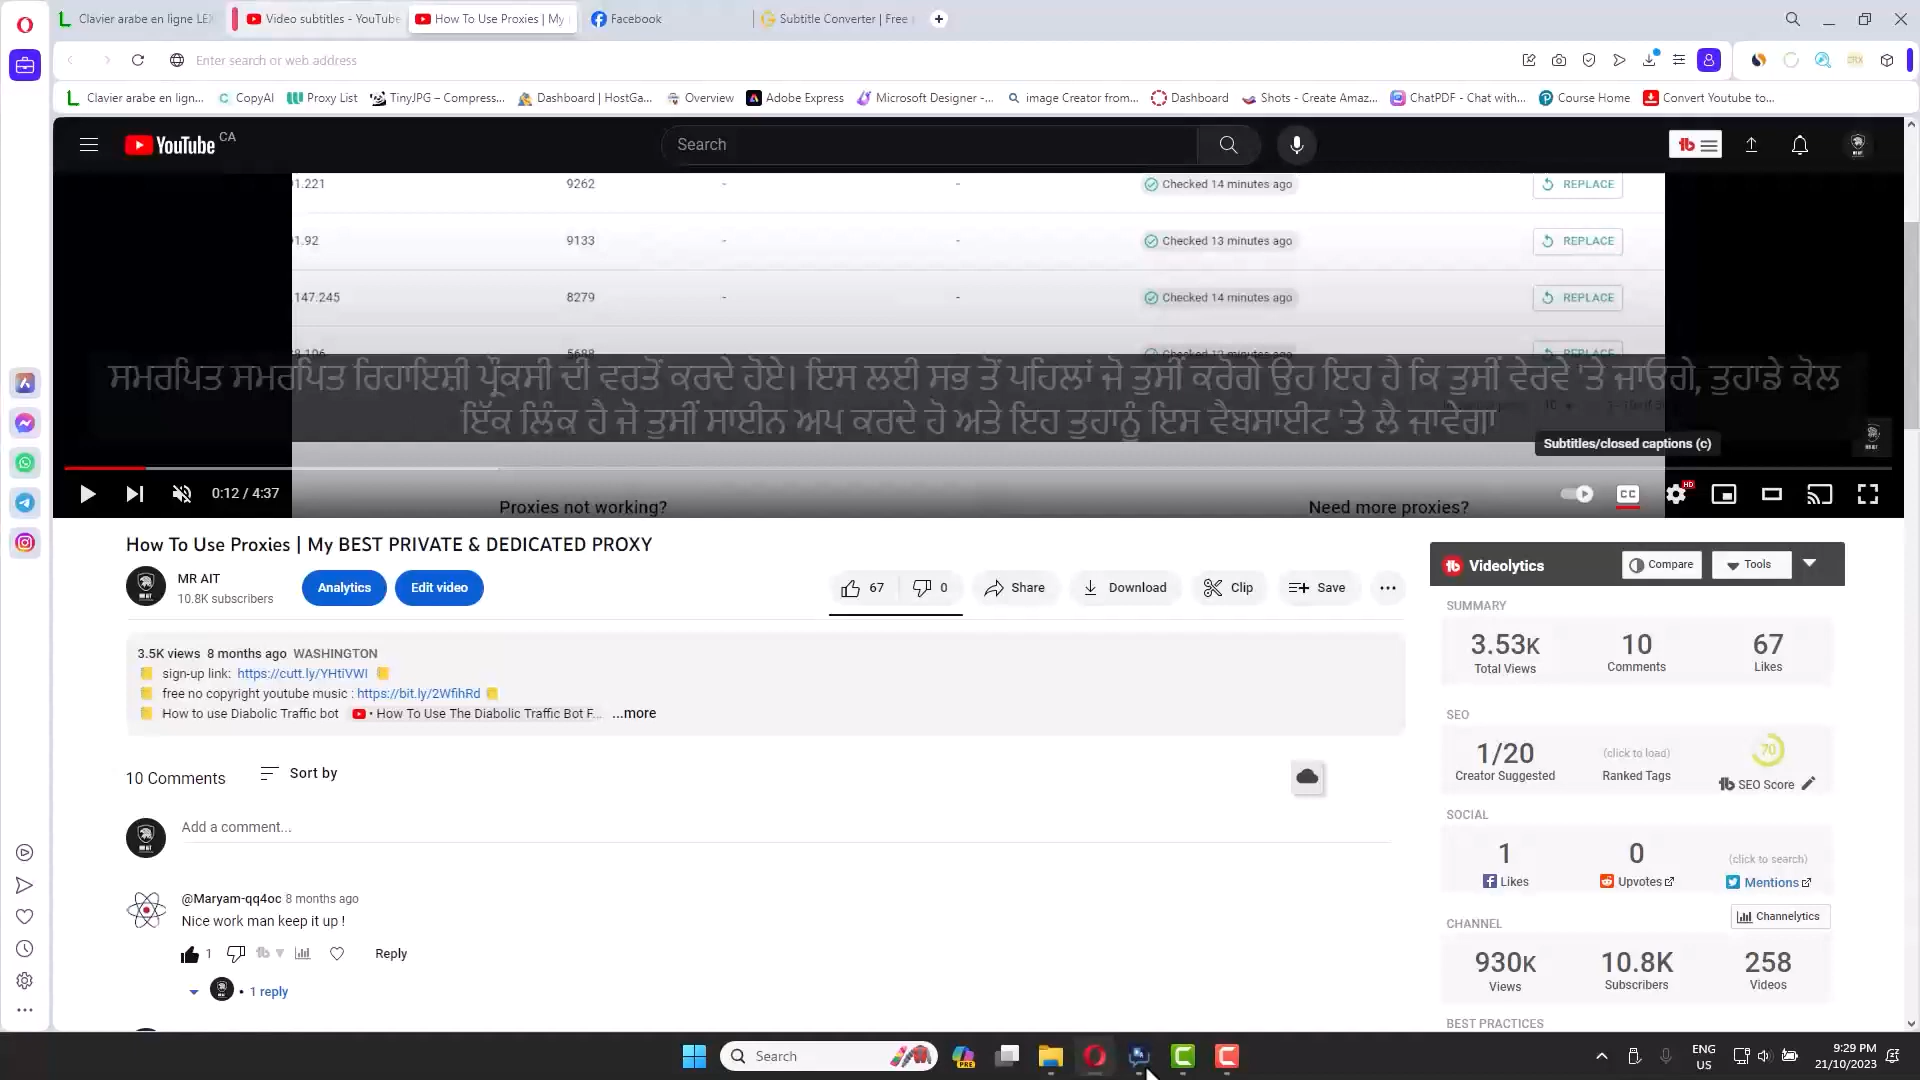 Clavier arabe en ligne LEX
Video subtitles - YouTube
How To Use Proxies | My
Facebook
Subtitle Converter | Free
Enter search or web address
Clavier arabe en lign...
CopyAI
Proxy List
TinyJPG – Compress...
Dashboard | HostGa...
Overview
Adobe Express
Microsoft Designer -...
image Creator from...
Dashboard
Shots - Create Amaz...
ChatPDF - Chat with...
Course Home
Convert Youtube to...
YouTube CA
Search
1.221 9262 - - Checked 14 minutes ago REPLACE
1.92 9133 - - Checked 13 minutes ago REPLACE
.147.245 8279 - - Checked 14 minutes ago REPLACE
ਸਮਰਪਿਤ ਸਮਰਪਿਤ ਰਿਹਾਇਸ਼ੀ ਪ੍ਰੌਕਸੀ ਦੀ ਵਰਤੋਂ ਕਰਦੇ ਹੋਏ। ਇਸ ਲਈ ਸਭ ਤੋਂ ਪਹਿਲਾਂ ਜੋ ਤੁਸੀਂ ਕਰੋਗੇ ਉਹ ਇਹ ਹੈ ਕਿ ਤੁਸੀਂ ਵੇਰਵੇ 'ਤੇ ਜਾਓਗੇ, ਤੁਹਾਡੇ ਕੋਲ
ਇੱਕ ਲਿੰਕ ਹੈ ਜੋ ਤੁਸੀਂ ਸਾਈਨ ਅਪ ਕਰਦੇ ਹੋ ਅਤੇ ਇਹ ਤੁਹਾਨੂੰ ਇਸ ਵੈਬਸਾਈਟ 'ਤੇ ਲੈ ਜਾਵੇਗਾ
Subtitles/closed captions (c)
0:12 / 4:37
CC
HD
Proxies not working?
Need more proxies?
How To Use Proxies | My BEST PRIVATE & DEDICATED PROXY
MR AIT
10.8K subscribers
Analytics
Edit video
67
0
Share
Download
Clip
Save
3.5K views 8 months ago WASHINGTON
sign-up link: https://cutt.ly/YHtiVWI
free no copyright youtube music : https://bit.ly/2WfihRd
How to use Diabolic Traffic bot • How To Use The Diabolic Traffic Bot F... ...more
10 Comments
Sort by
Add a comment...
@Maryam-qq4oc 8 months ago
Nice work man keep it up !
1
Reply
• 1 reply
Videolytics
Compare
Tools
SUMMARY
3.53K 10 67
Total Views Comments Likes
SEO
1/20 (click to load) 70
Creator Suggested Ranked Tags SEO Score
SOCIAL
1 0 (click to search)
Likes Upvotes Mentions
CHANNEL
Channelytics
930K 10.8K 258
Views Subscribers Videos
BEST PRACTICES
Search
PRE
ENG
US
9:29 PM
21/10/2023